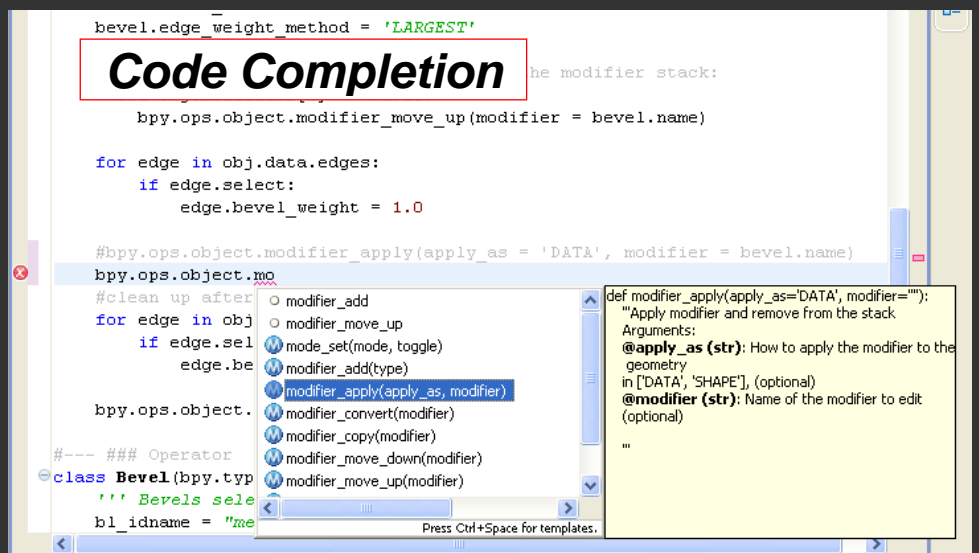 bevel.edge_weight_method = 'LARGEST'
Code Completion
he modifier stack:
bpy.ops.object.modifier_move_up(modifier = bevel.name)
for edge in obj.data.edges:
if edge.select:
edge.bevel_weight = 1.0
#bpy.ops.object.modifier_apply(apply_as = 'DATA', modifier = bevel.name)
bpy.ops.object.mo
#clean up after
for edge in obj
if edge.sel
edge.be
bpy.ops.object.
#--- ### Operator
class Bevel(bpy.typ
''' Bevels sele
bl_idname = "me
modifier_add
modifier_move_up
mode_set(mode, toggle)
modifier_add(type)
modifier_apply(apply_as, modifier)
modifier_convert(modifier)
modifier_copy(modifier)
modifier_move_down(modifier)
modifier_move_up(modifier)
Press Ctrl+Space for templates.
def modifier_apply(apply_as='DATA', modifier=""):
'''Apply modifier and remove from the stack
Arguments:
@apply_as (str): How to apply the modifier to the
geometry
in ['DATA', 'SHAPE'], (optional)
@modifier (str): Name of the modifier to edit
(optional)
'''